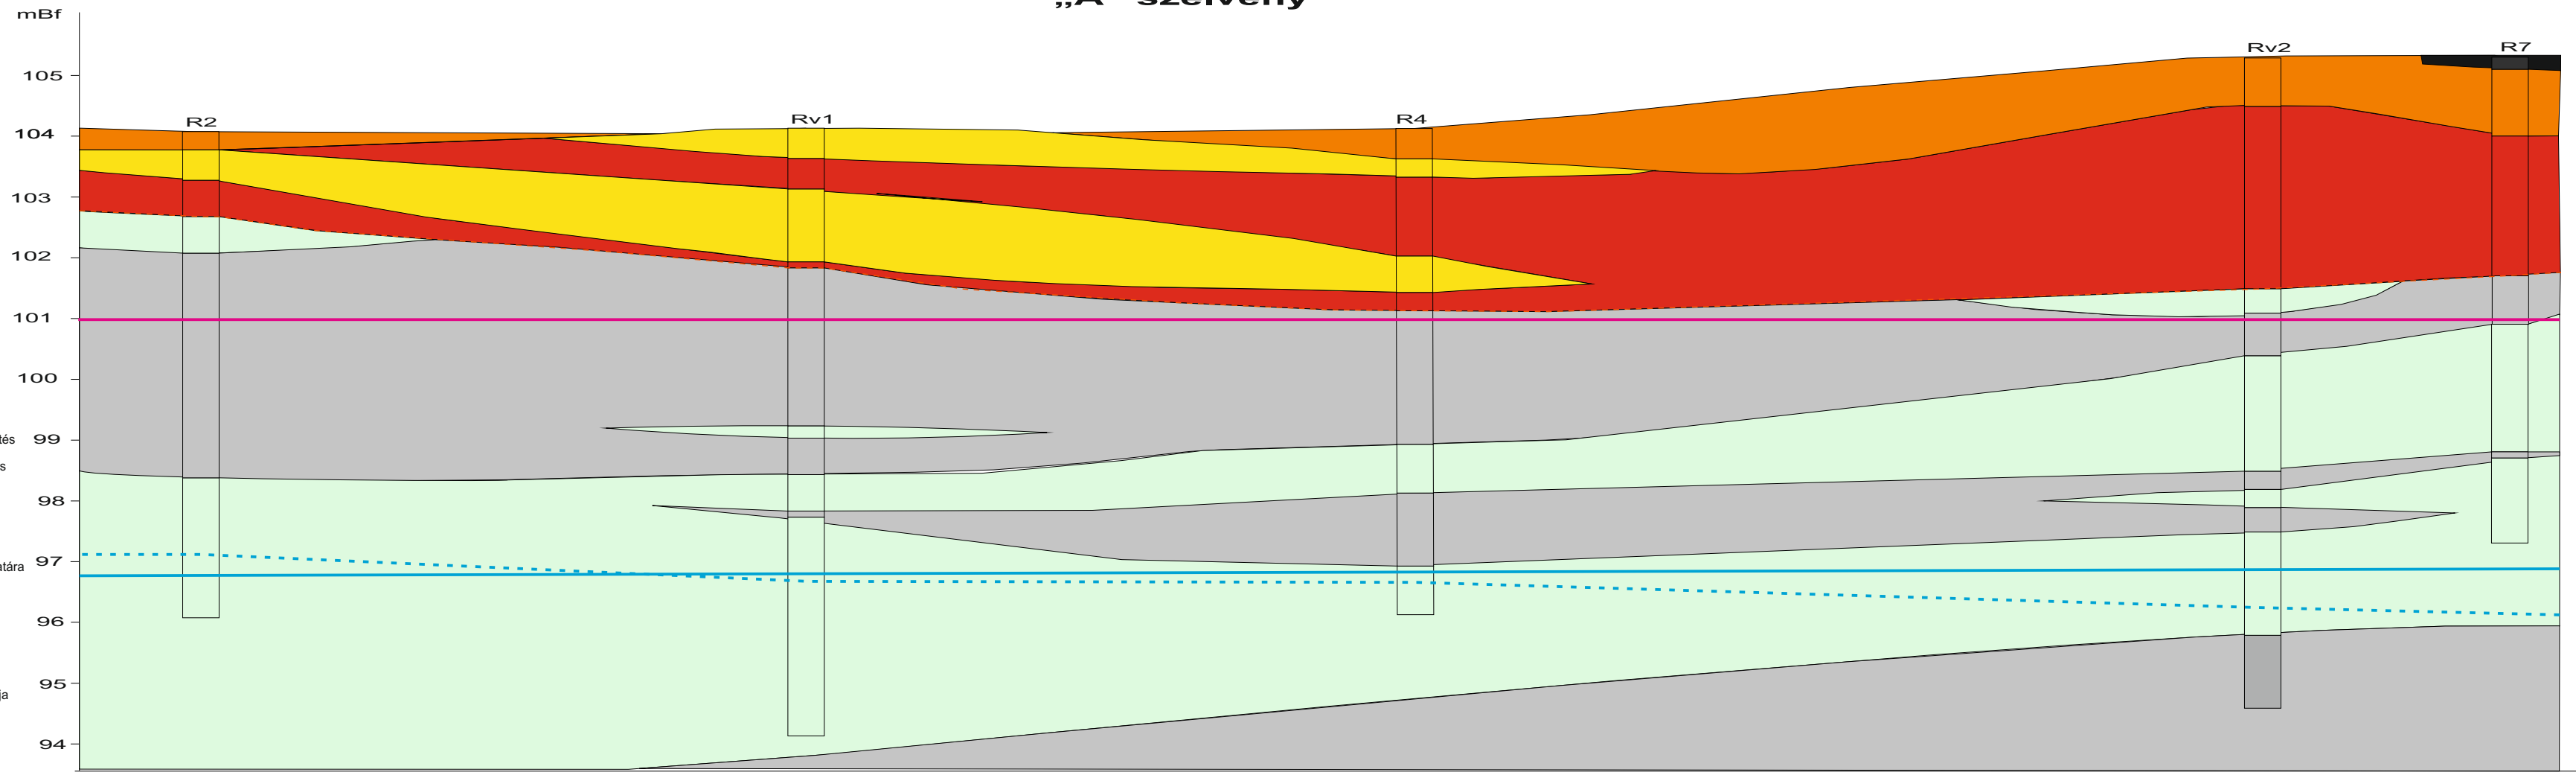 „A" szelvény
mBf
105
104
103
102
101
100
99
98
97
96
95
94
R2
Rv1
R4
Rv2
R7
tés
s
atára
ja